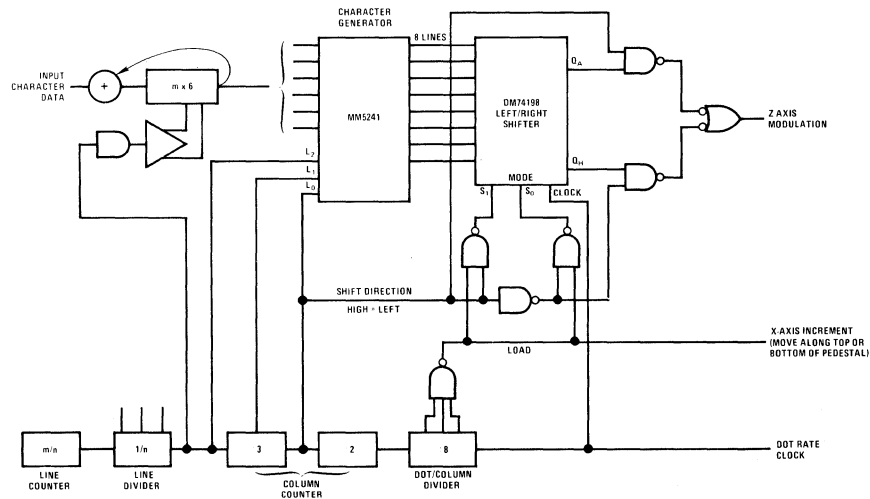 CHARACTER
GENERATOR
8 LINES
INPUT
CHARACTER
DATA
+
m x 6
MM5241
DM74198
LEFT/RIGHT
SHIFTER
QA
QH
Z AXIS
MODULATION
L2
L1
L0
MODE
S1
S0
CLOCK
SHIFT DIRECTION
HIGH = LEFT
LOAD
X-AXIS INCREMENT
(MOVE ALONG TOP OR
BOTTOM OF PEDESTAL)
m/n
1/n
3
2
8
DOT RATE
CLOCK
LINE
COUNTER
LINE
DIVIDER
COLUMN
COUNTER
DOT/COLUMN
DIVIDER